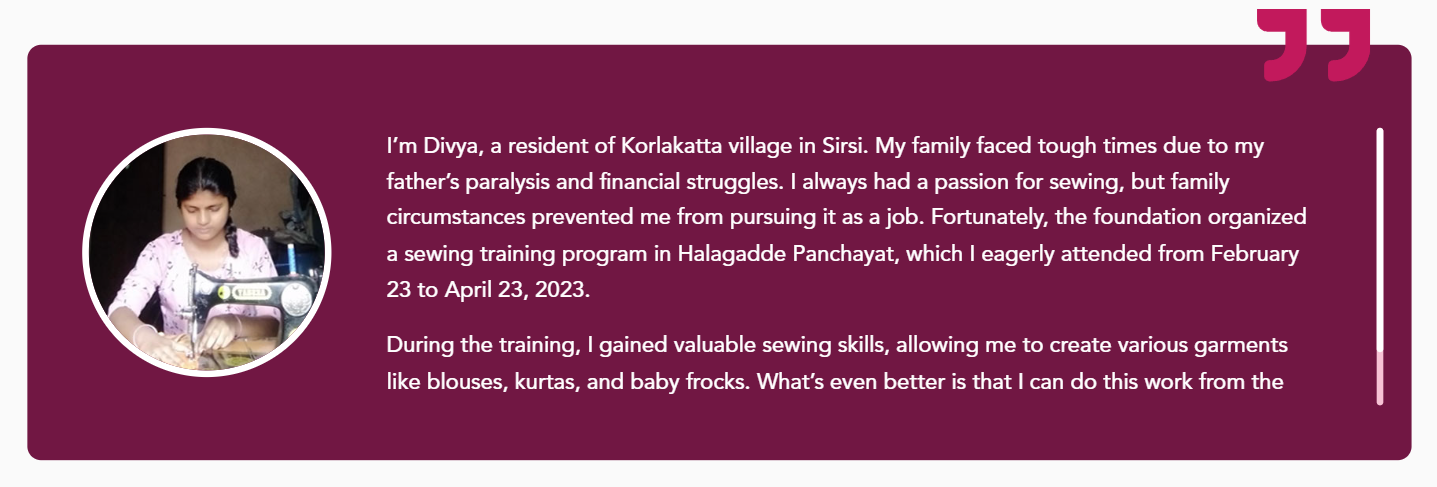 I’m Divya, a resident of Korlakatta village in Sirsi. My family faced tough times due to my
father’s paralysis and financial struggles. I always had a passion for sewing, but family
circumstances prevented me from pursuing it as a job. Fortunately, the foundation organized
a sewing training program in Halagadde Panchayat, which I eagerly attended from February
23 to April 23, 2023.
During the training, I gained valuable sewing skills, allowing me to create various garments
like blouses, kurtas, and baby frocks. What’s even better is that I can do this work from the